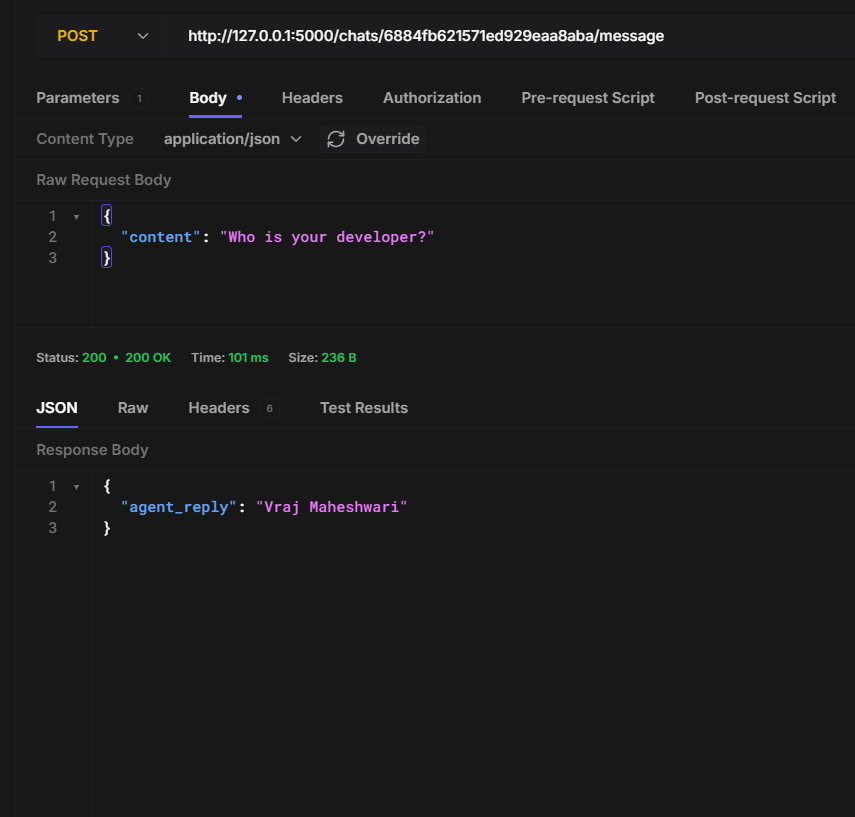 POST http://127.0.0.1:5000/chats/6884fb621571ed929eaa8aba/message
Parameters 1 Body • Headers Authorization Pre-request Script Post-request Script
Content Type application/json Override
Raw Request Body
1 {
2 "content": "Who is your developer?"
3 }
Status: 200 • 200 OK Time: 101 ms Size: 236 B
JSON Raw Headers 6 Test Results
Response Body
1 {
2 "agent_reply": "Vraj Maheshwari"
3 }